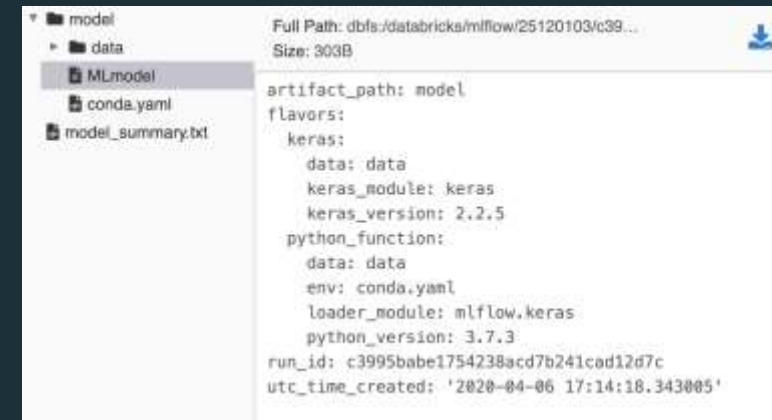 model
data
MLmodel
conda.yaml
model_summary.txt
Full Path: dbfs:/databricks/mlflow/25120103/c39...
Size: 303B
artifact_path: model
flavors:
keras:
data: data
keras_module: keras
keras_version: 2.2.5
python_function:
data: data
env: conda.yaml
loader_module: mlflow.keras
python_version: 3.7.3
run_id: c3995babe1754238acd7b241cad12d7c
utc_time_created: '2020-04-06 17:14:18.343005'